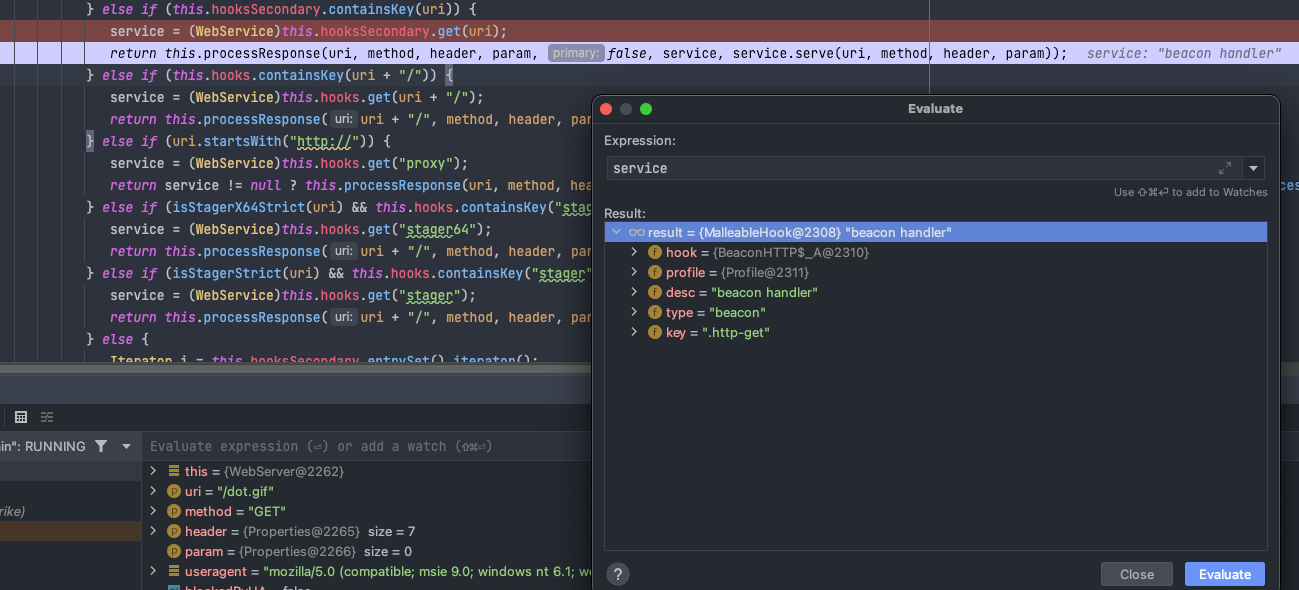 } else if (this.hooksSecondary.containsKey(uri)) {
service = (WebService)this.hooksSecondary.get(uri);
return this.processResponse(uri, method, header, param, primary: false, service, service.serve(uri, method, header, param)); service: "beacon handler"
} else if (this.hooks.containsKey(uri + "/")) {
service = (WebService)this.hooks.get(uri + "/");
return this.processResponse( uri: uri + "/", method, header, par
} else if (uri.startsWith("http://")) {
service = (WebService)this.hooks.get("proxy");
return service != null ? this.processResponse(uri, method, hea
ces
} else if (isStagerX64Strict(uri) && this.hooks.containsKey("stag
service = (WebService)this.hooks.get("stager64");
return this.processResponse( uri: uri + "/", method, header, par
} else if (isStagerStrict(uri) && this.hooks.containsKey("stager"
service = (WebService)this.hooks.get("stager");
return this.processResponse( uri: uri + "/", method, header, par
} else {
Iterator i = this.hooksSecondary.entrySet().iterator();
Evaluate
Expression:
service
Use ⇧⌘⏎ to add to Watches
Result:
result = {MalleableHook@2308} "beacon handler"
hook = {BeaconHTTP$_A@2310}
profile = {Profile@2311}
desc = "beacon handler"
type = "beacon"
key = ".http-get"
?
Close
Evaluate
in": RUNNING
Evaluate expression (⏎) or add a watch (⇧⌘⏎)
rike)
this = {WebServer@2262}
uri = "/dot.gif"
method = "GET"
header = {Properties@2265} size = 7
param = {Properties@2266} size = 0
useragent = "mozilla/5.0 (compatible; msie 9.0; windows nt 6.1; w